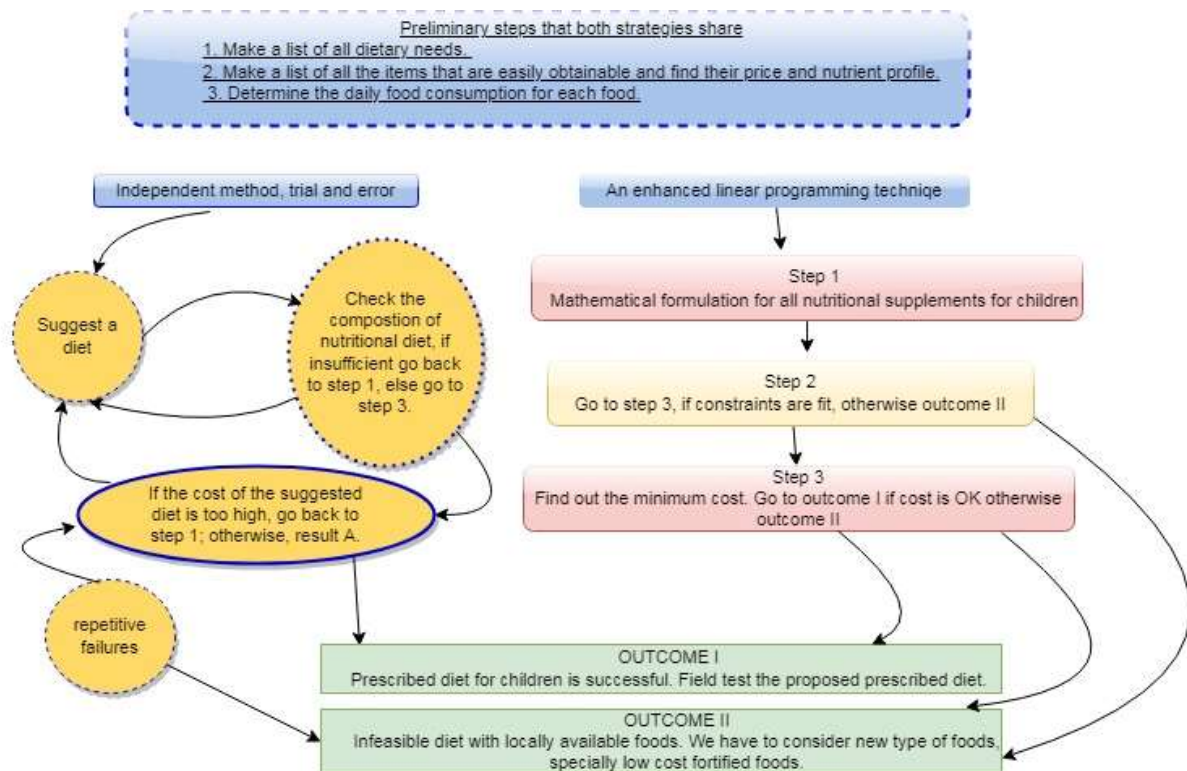 Preliminary steps that both strategies share
1. Make a list of all dietary needs.
2. Make a list of all the items that are easily obtainable and find their price and nutrient profile.
3. Determine the daily food consumption for each food.
Independent method, trial and error
An enhanced linear programming techniqe
Suggest a
diet
Check the
compostion of
nutritional diet, if
insufficient go back
to step 1, else go to
step 3.
If the cost of the suggested
diet is too high, go back to
step 1; otherwise, result A.
repetitive
failures
Step 1
Mathematical formulation for all nutritional supplements for children
Step 2
Go to step 3, if constraints are fit, otherwise outcome II
Step 3
Find out the minimum cost. Go to outcome I if cost is OK otherwise
outcome II
OUTCOME I
Prescribed diet for children is successful. Field test the proposed prescribed diet.
OUTCOME II
Infeasible diet with locally available foods. We have to consider new type of foods,
specially low cost fortified foods.